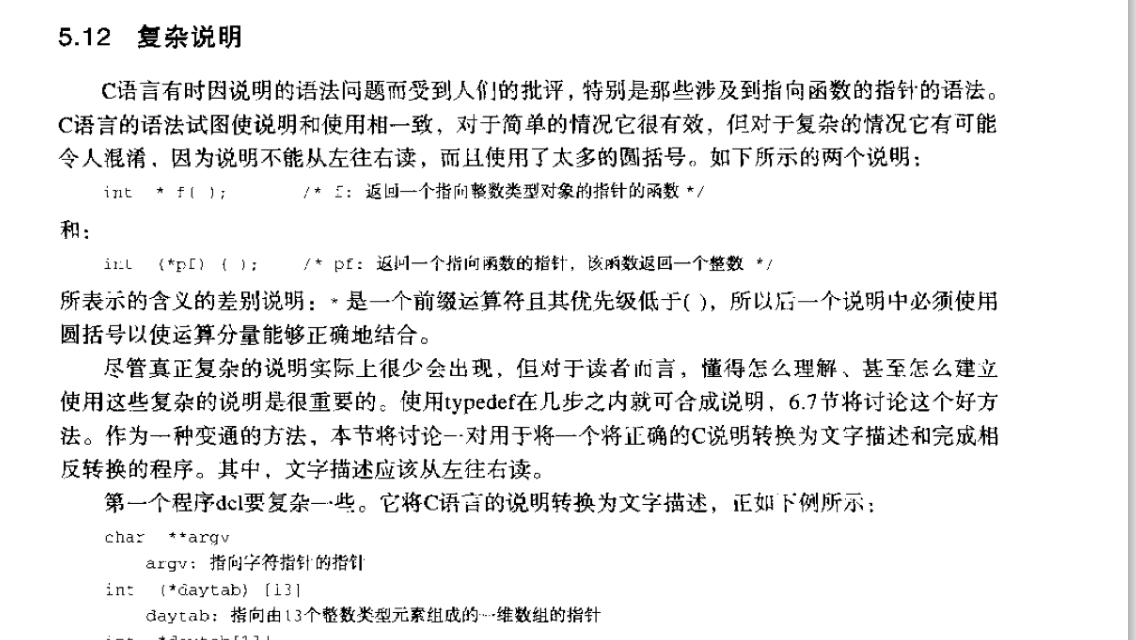 5.12 复杂说明
C语言有时因说明的语法问题而受到人们的批评，特别是那些涉及到指向函数的指针的语法。
C语言的语法试图使说明和使用相一致，对于简单的情况它很有效，但对于复杂的情况它有可能
令人混淆，因为说明不能从左往右读，而且使用了太多的圆括号。如下所示的两个说明：
int * f( ); /* f: 返回一个指向整数类型对象的指针的函数 */
和：
int (*pf) ( ); /* pf: 返回一个指向函数的指针，该函数返回一个整数 */
所表示的含义的差别说明：* 是一个前缀运算符且其优先级低于( )，所以后一个说明中必须使用
圆括号以使运算分量能够正确地结合。
尽管真正复杂的说明实际上很少会出现，但对于读者而言，懂得怎么理解、甚至怎么建立
使用这些复杂的说明是很重要的。使用typedef在几步之内就可合成说明，6.7节将讨论这个好方
法。作为一种变通的方法，本节将讨论一对用于将一个将正确的C说明转换为文字描述和完成相
反转换的程序。其中，文字描述应该从左往右读。
第一个程序dcl要复杂一些。它将C语言的说明转换为文字描述，正如下例所示：
char **argv
argv: 指向字符指针的指针
int (*daytab) [13]
daytab: 指向由13个整数类型元素组成的一维数组的指针